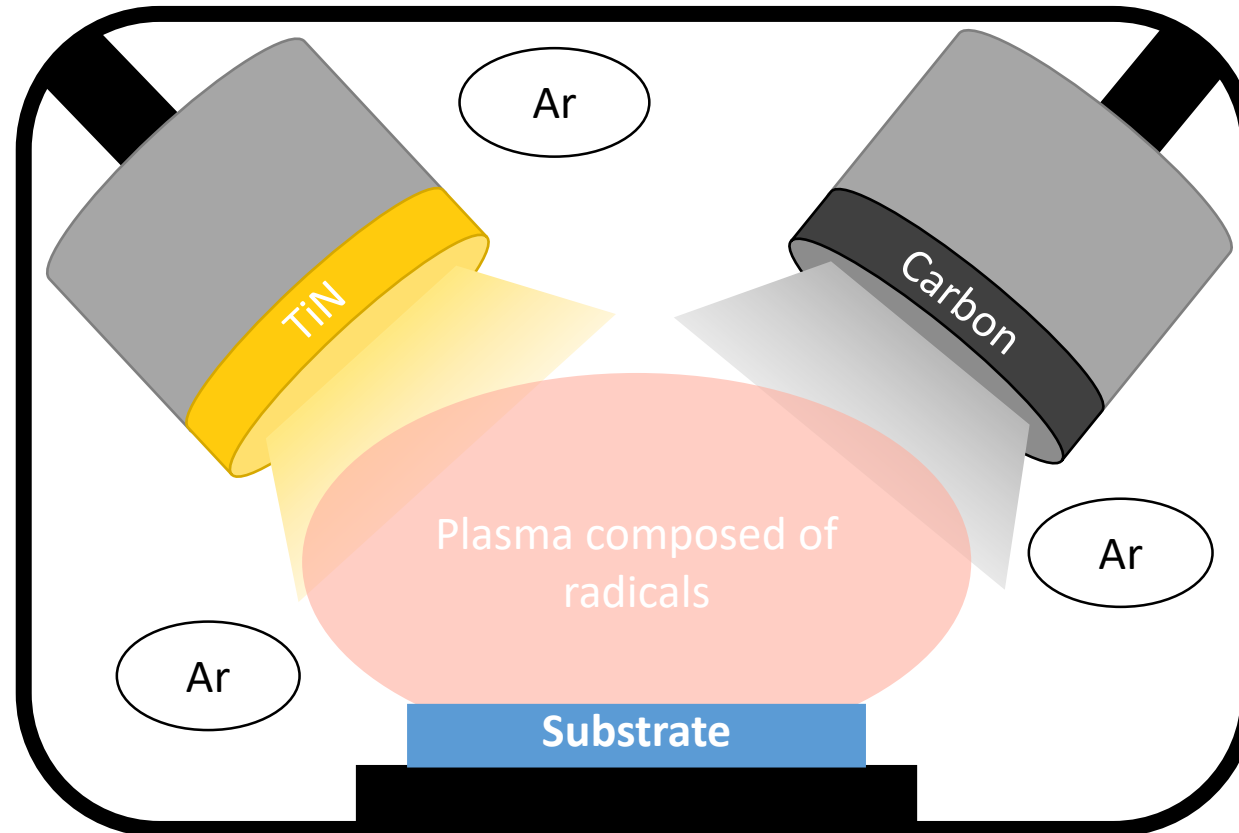 Ar
TiN
Carbon
Plasma composed of
radicals
Ar
Ar
Substrate